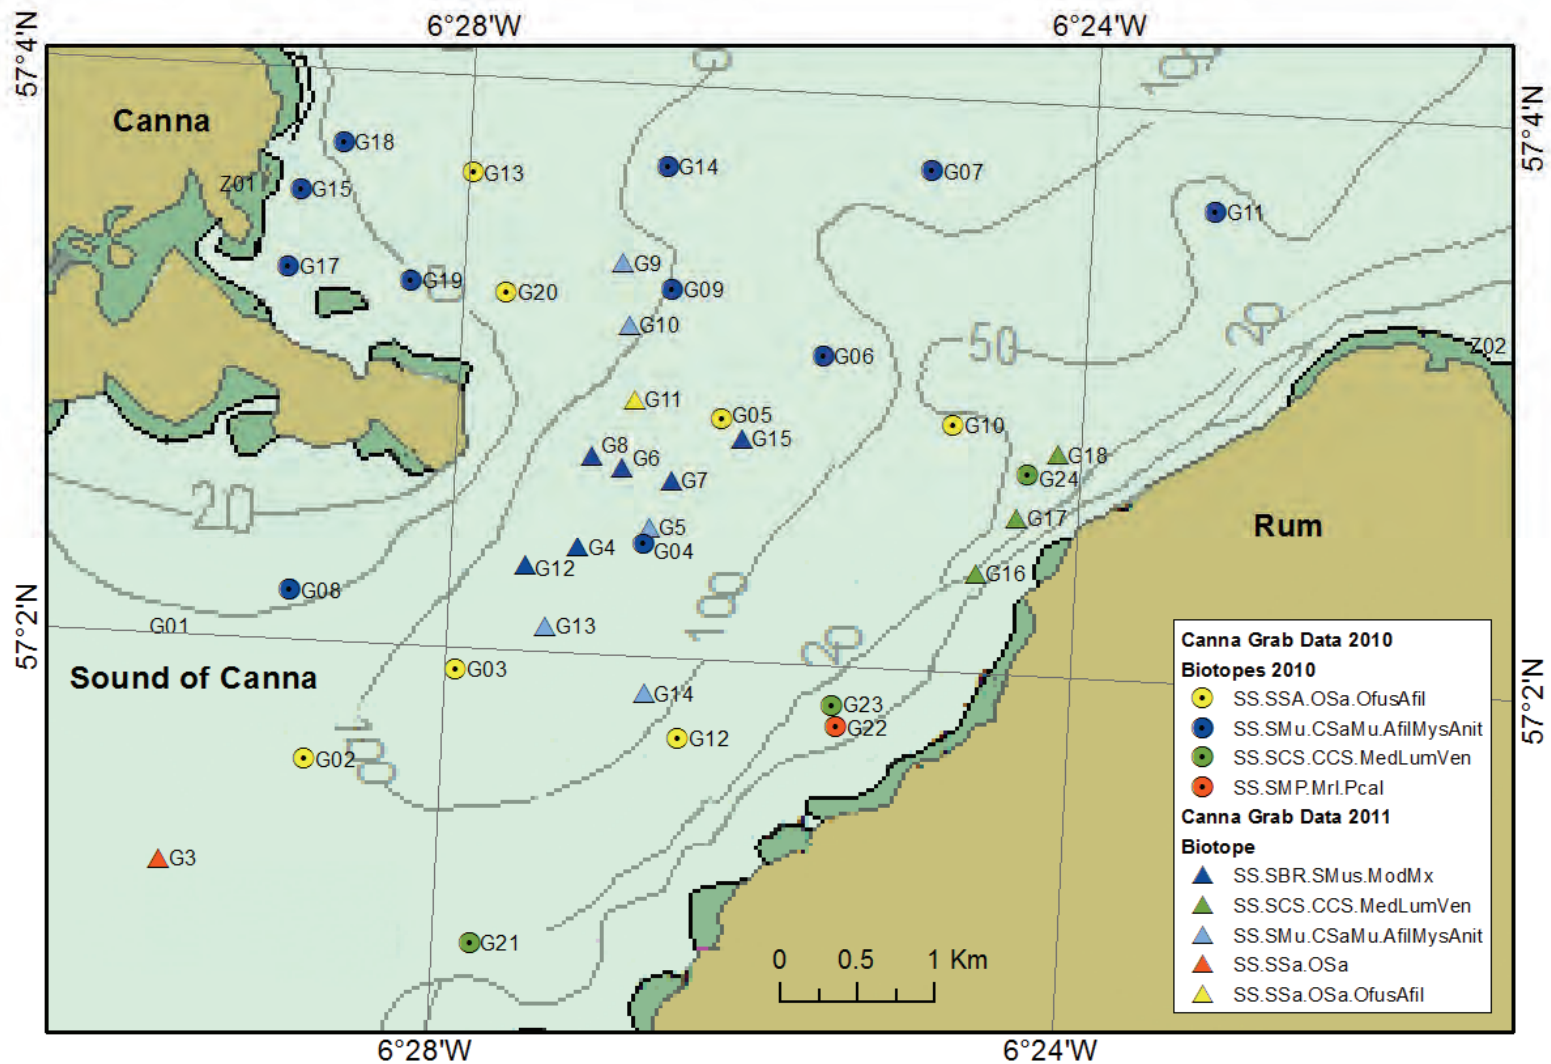 6°28'W
6°24'W
57°4'N
57°4'N
Canna
G18
G13
G14
G07
Z01
G15
G11
G17
G19
G20
G9
G09
G10
G06
50
20
Z02
G11
G05
G15
G10
G8
G6
G7
G18
G24
20
G5
G04
G17
Rum
G4
G12
G16
G08
100
57°2'N
G01
G13
20
Sound of Canna
G03
G14
G23
G22
G12
57°2'N
G02
100
G3
G21
0 0.5 1 Km
Canna Grab Data 2010
Biotopes 2010
SS.SSA.OSa.OfusAfil
SS.SMu.CSaMu.AfilMysAnit
SS.SCS.CCS.MedLumVen
SS.SMP.Mrl.Pcal
Canna Grab Data 2011
Biotope
SS.SBR.SMus.ModMx
SS.SCS.CCS.MedLumVen
SS.SMu.CSaMu.AfilMysAnit
SS.SSa.OSa
SS.SSa.OSa.OfusAfil
6°28'W
6°24'W